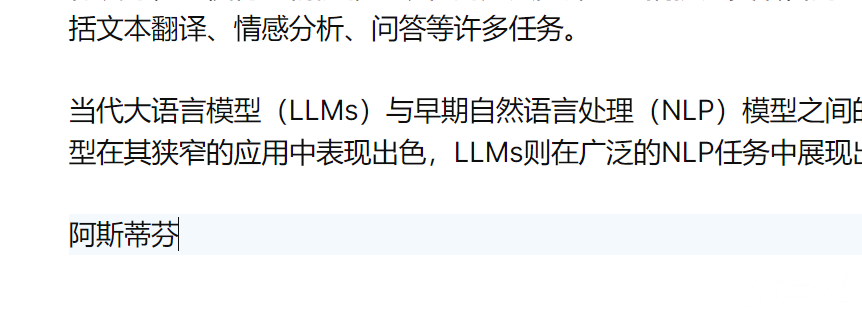 括文本翻译、情感分析、问答等许多任务。
当代大语言模型（LLMs）与早期自然语言处理（NLP）模型之间的
型在其狭窄的应用中表现出色，LLMs则在广泛的NLP任务中展现
阿斯蒂芬